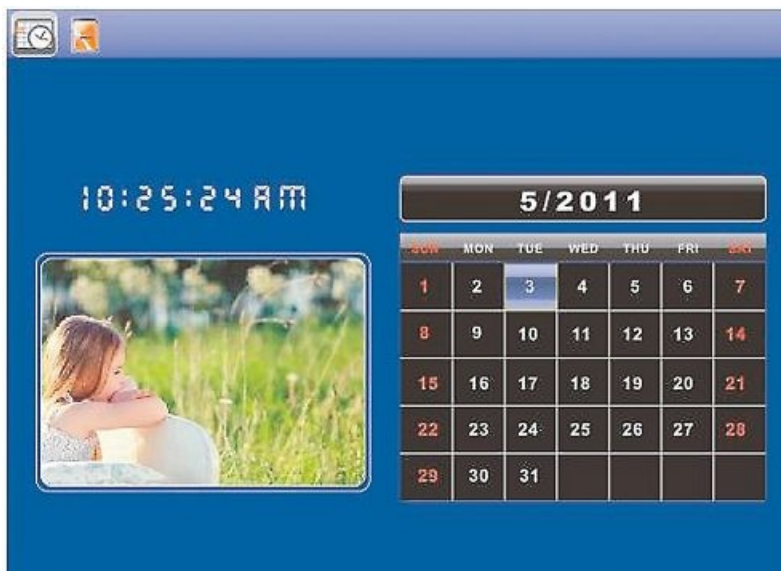 10:25:24 AM
5/2011
SUN MON TUE WED THU FRI SAT
1 2 3 4 5 6 7
8 9 10 11 12 13 14
15 16 17 18 19 20 21
22 23 24 25 26 27 28
29 30 31